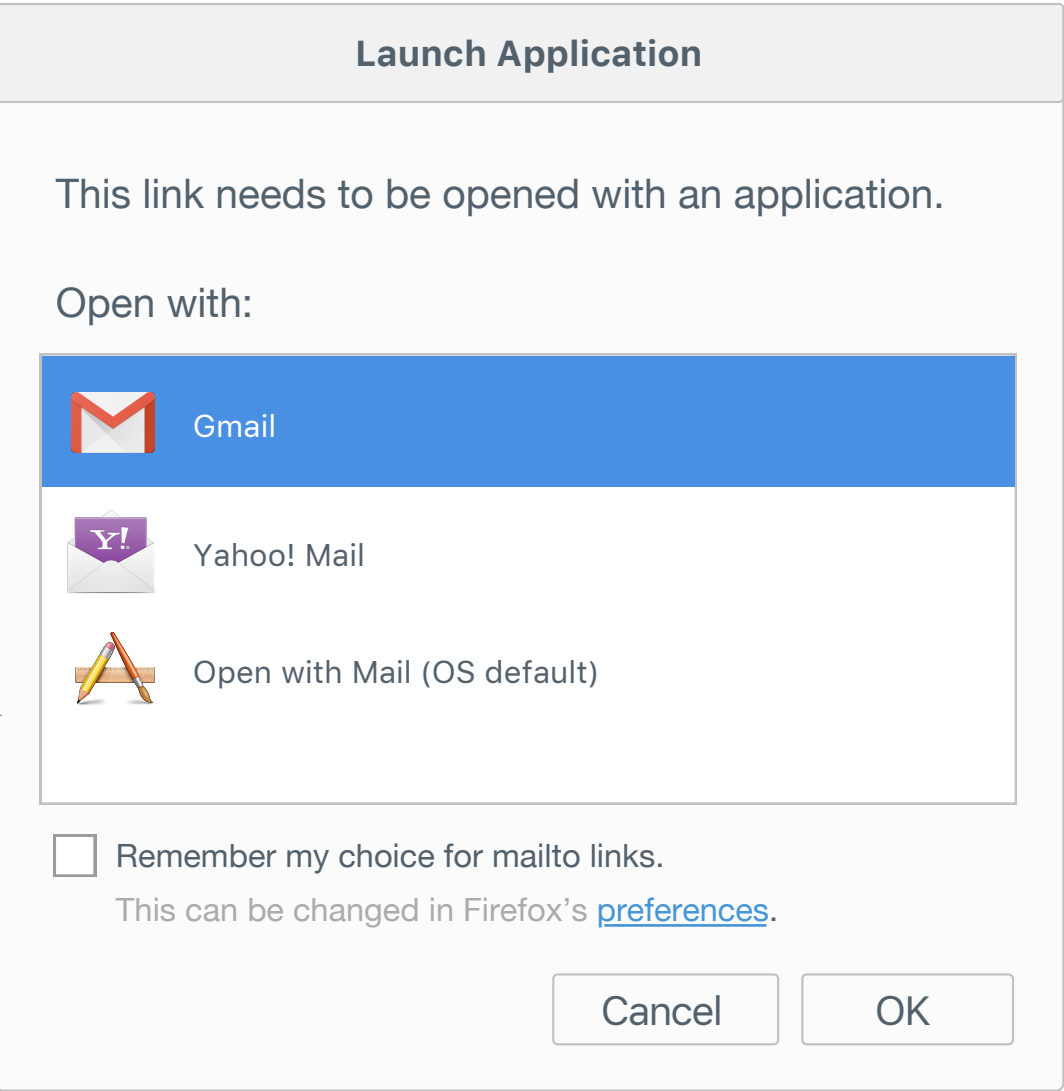 Launch Application
This link needs to be opened with an application.
Open with:
Gmail
Y!
Yahoo! Mail
Open with Mail (OS default)
Remember my choice for mailto links.
This can be changed in Firefox’s preferences.
Cancel
OK